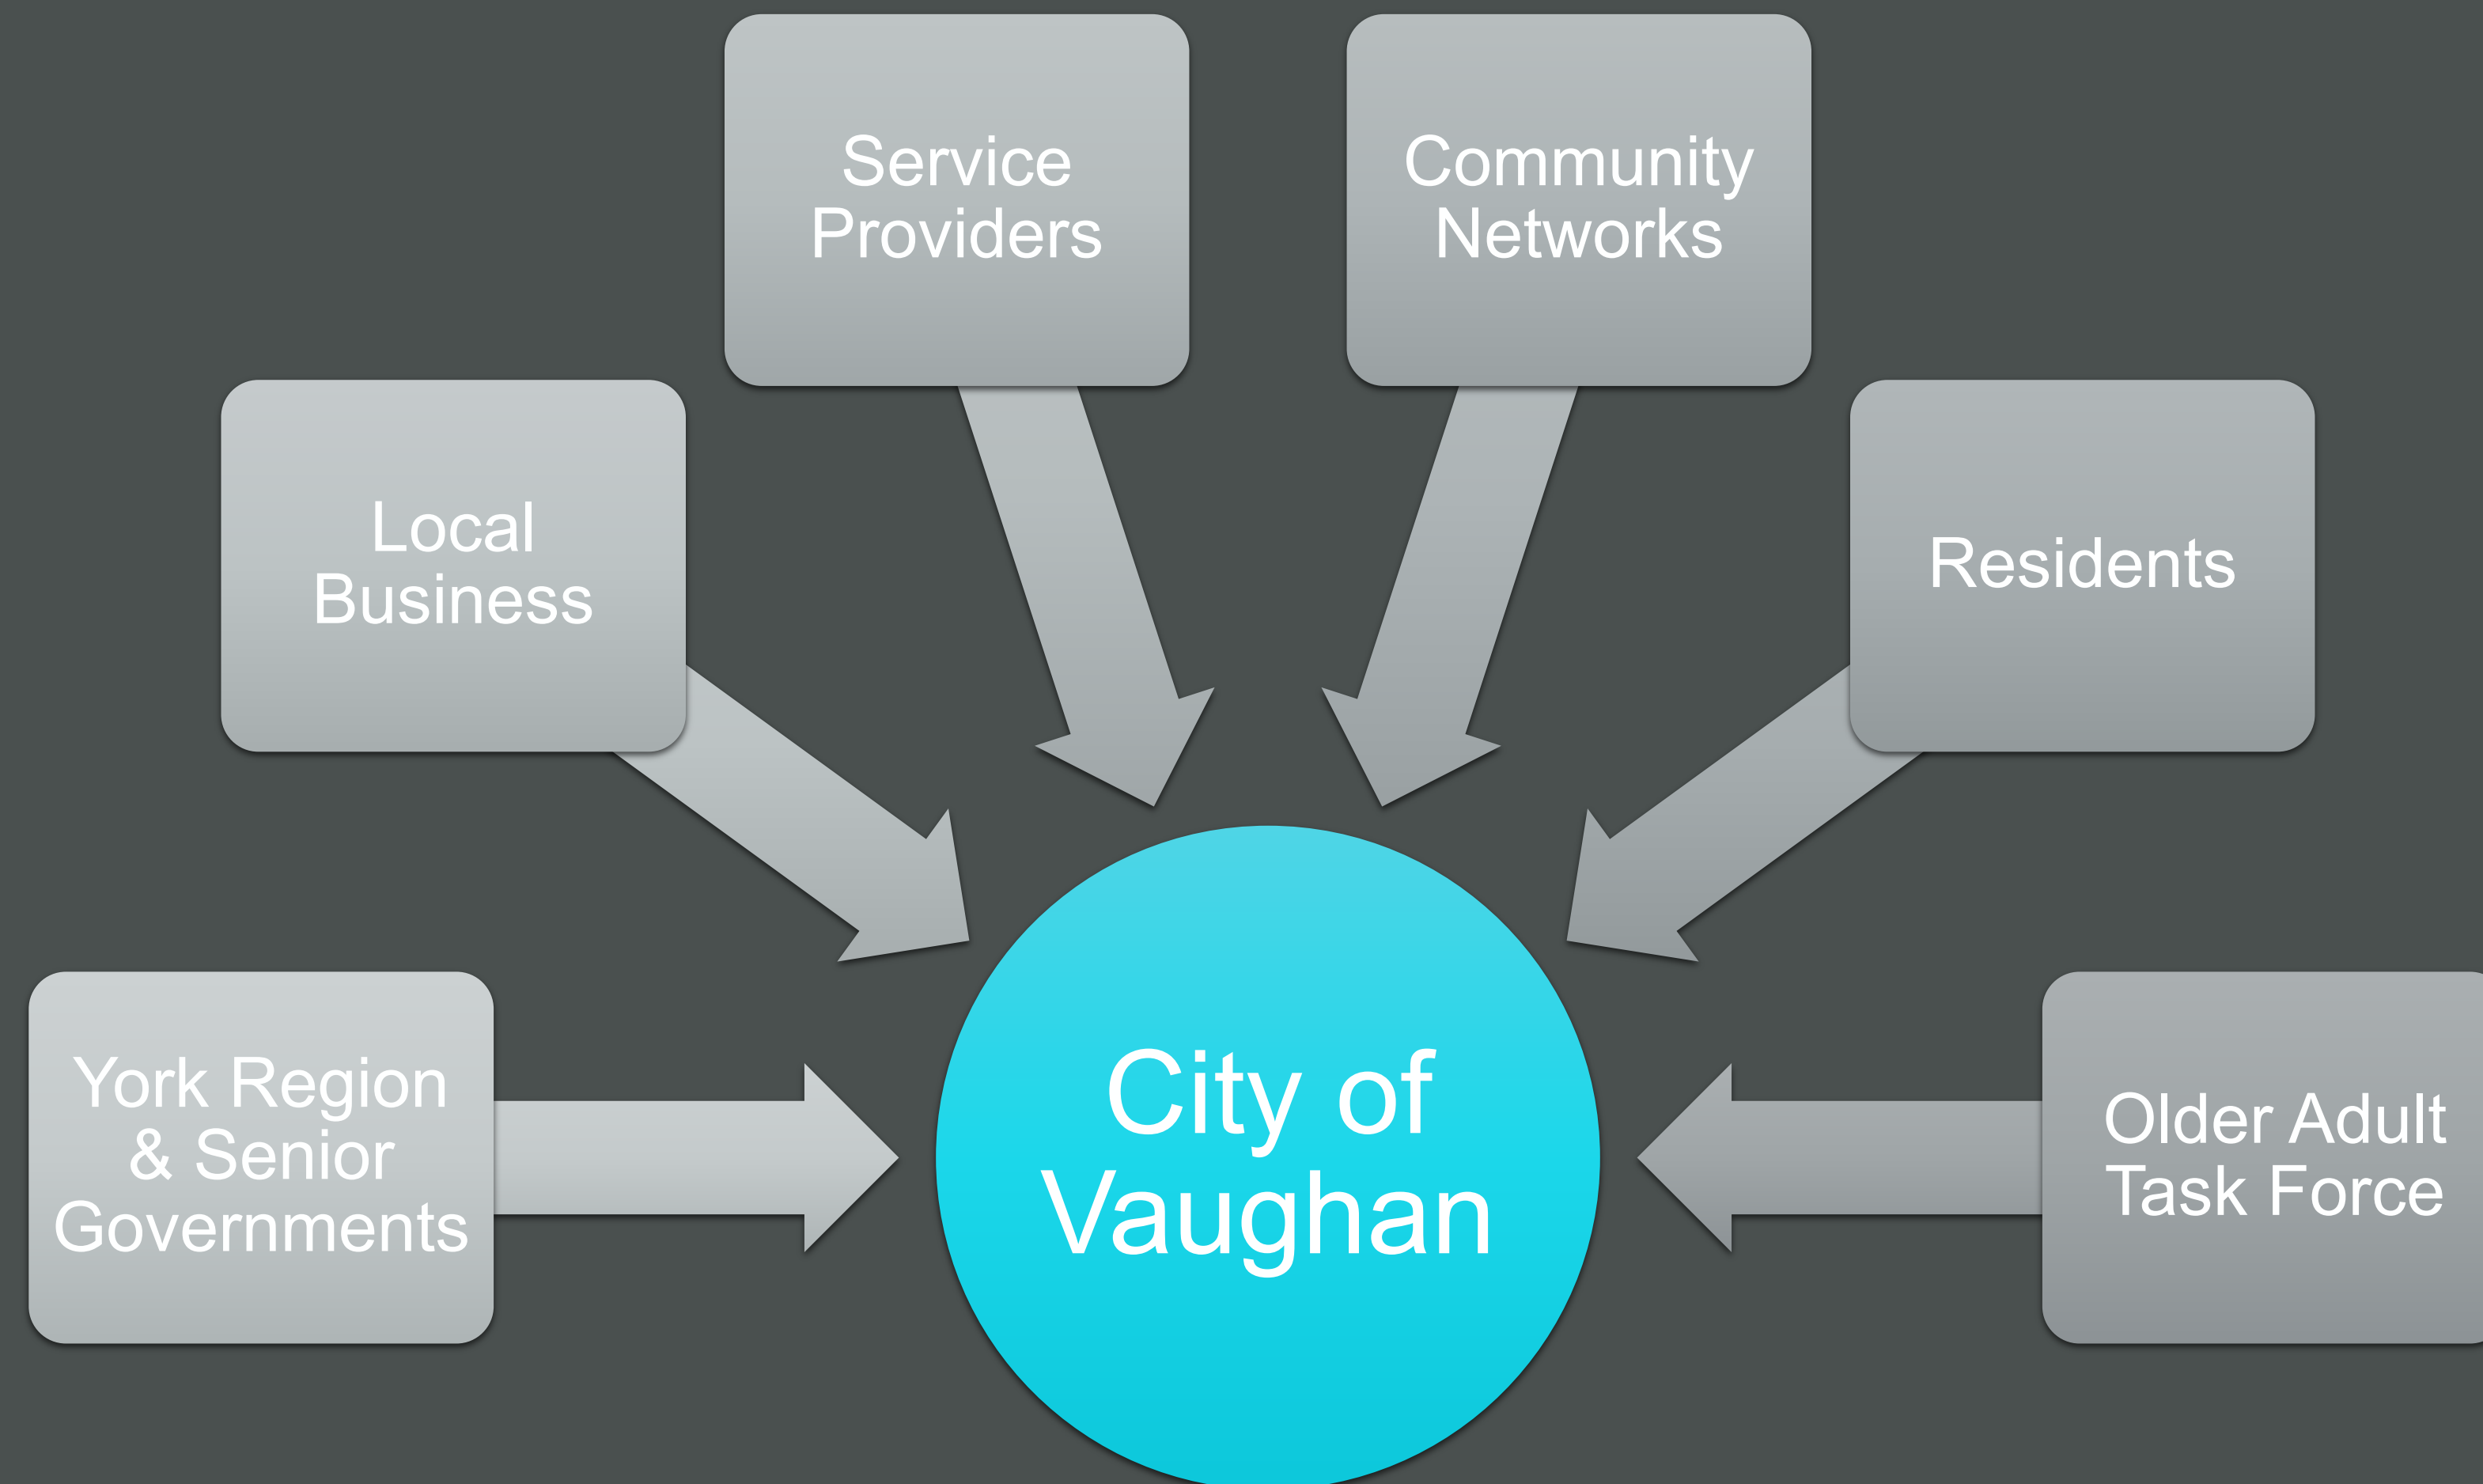 Service
Providers
Community
Networks
Local
Business
Residents
York Region
& Senior
Governments
City of
Vaughan
Older Adult
Task Force